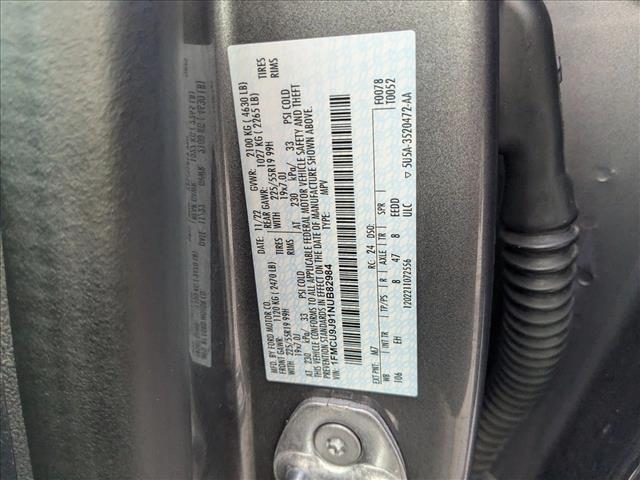 MFD. BY FORD MOTOR CO.
DATE: 11/22 GVWR: 2100 KG ( 4630 LB)
FRONT GAWR: 1120 KG (2470 LB) REAR GAWR: 1027 KG ( 2265 LB)
225/55R19 99H TIRES 225/55R19 99H TIRES
19x7.0J RIMS 19x7.0J RIMS
AT 230 kPa/ 33 PSI COLD AT 230 kPa/ 33 PSI COLD
THIS VEHICLE CONFORMS TO ALL APPLICABLE FEDERAL MOTOR VEHICLE SAFETY AND THEFT
PREVENTION STANDARDS IN EFFECT ON THE DATE OF MANUFACTURE SHOWN ABOVE.
VIN: 1FMCU9J91NUB82984 TYPE: MPV
F0078
T0052
EXT PNT: M7 RC: 24 DSO:
WB INT TR TP/PS R AXLE TR SPR
106 EH 8 47 8 EEDD
120221107255​6 ULC
▽ 5U5A-3520472-AA